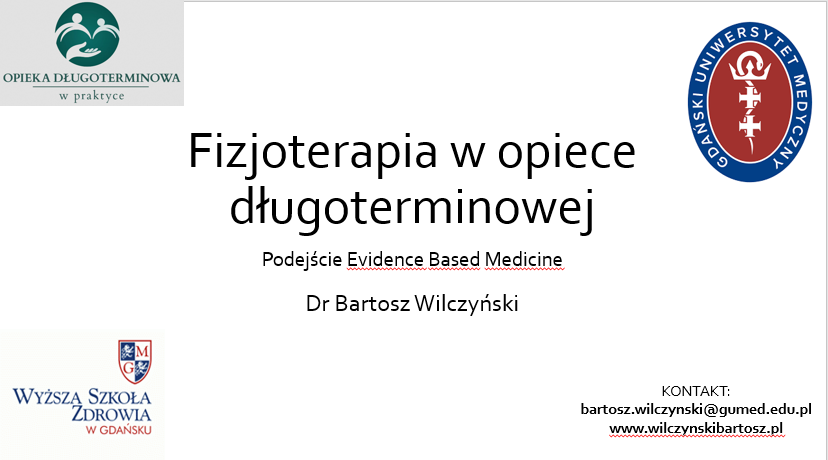 OPIEKA DŁUGOTERMINOWA
w praktyce
GDAŃSKI UNIWERSYTET MEDYCZNY
Fizjoterapia w opiece
długoterminowej
Podejście Evidence Based Medicine
Dr Bartosz Wilczyński
M
G
WYŻSZA SZKOŁA
ZDROWIA
W GDAŃSKU
KONTAKT:
bartosz.wilczynski@gumed.edu.pl
www.wilczynskibartosz.pl